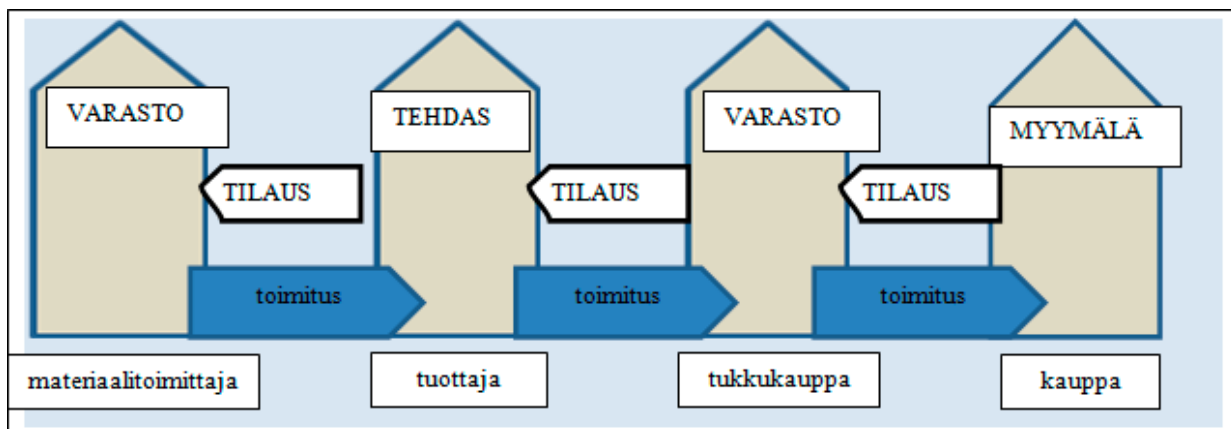 VARASTO
TEHDAS
VARASTO
MYYMÄLÄ
TILAUS
TILAUS
TILAUS
toimitus
toimitus
toimitus
materiaalitoimittaja
tuottaja
tukkukauppa
kauppa